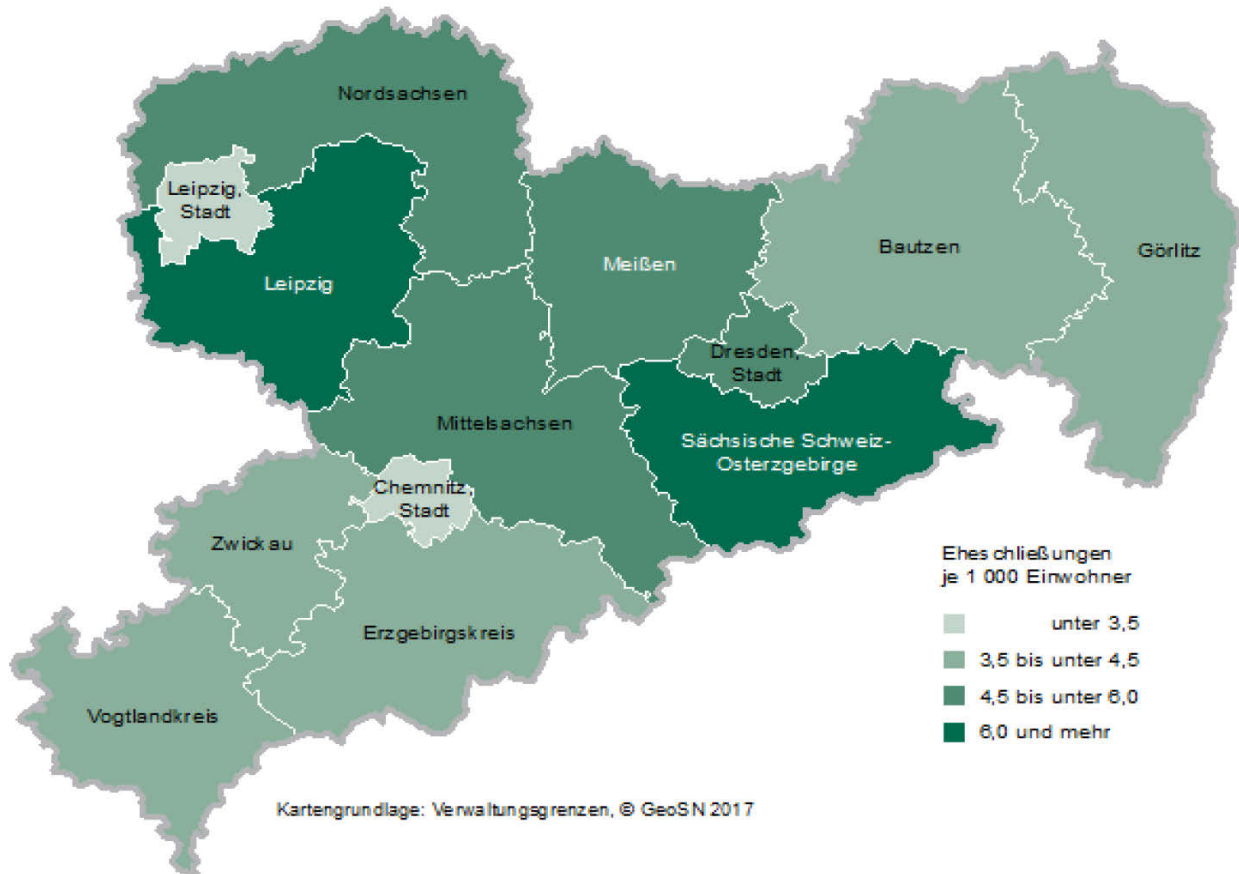 Nordsachsen
Leipzig,
Stadt
Leipzig
Meißen
Bautzen
Görlitz
Dresden,
Stadt
Mittelsachsen
Sächsische Schweiz-
Osterzgebirge
Chemnitz,
Stadt
Zwickau
Erzgebirgskreis
Vogtlandkreis
Eheschließungen
je 1 000 Einwohner
unter 3,5
3,5 bis unter 4,5
4,5 bis unter 6,0
6,0 und mehr
Kartengrundlage: Verwaltungsgrenzen, © GeoSN 2017